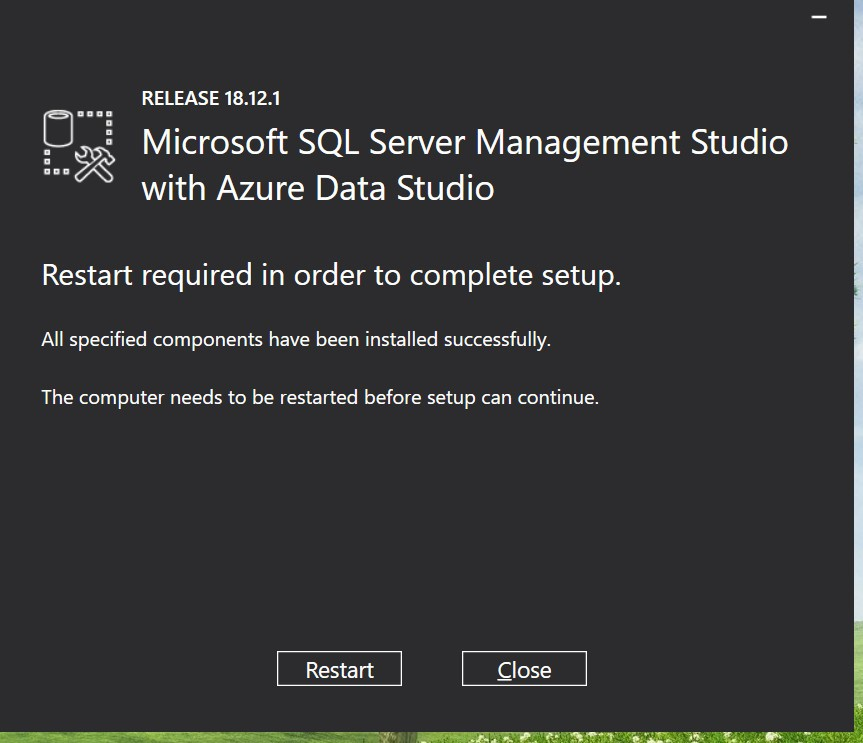 RELEASE 18.12.1
Microsoft SQL Server Management Studio
with Azure Data Studio
Restart required in order to complete setup.
All specified components have been installed successfully.
The computer needs to be restarted before setup can continue.
Restart
Close